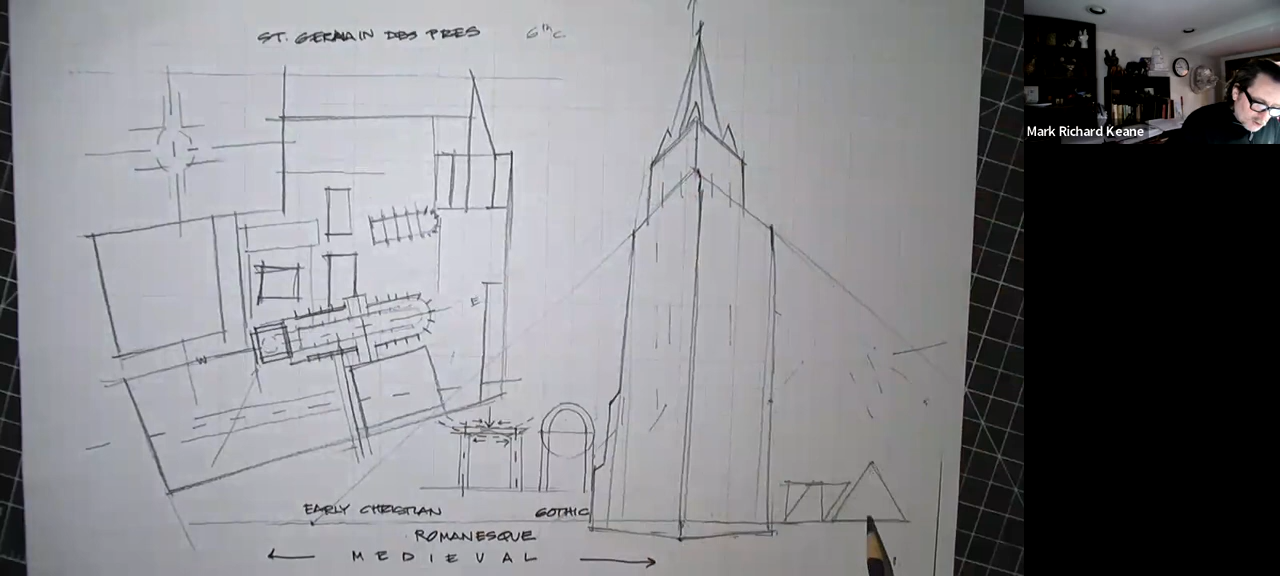 ST. GERMAIN DES PRES 6th C
Mark Richard Keane
E
W
EARLY CHRISTIAN GOTHIC
ROMANESQUE
MEDIEVAL